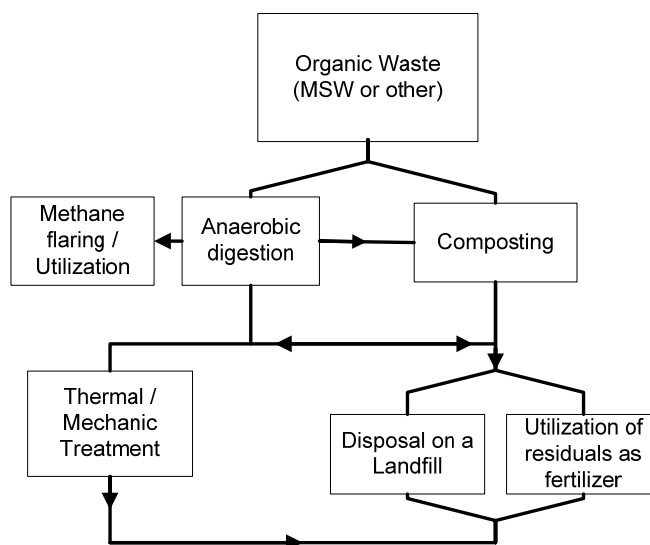 Organic Waste
(MSW or other)
Methane
flaring /
Utilization
Anaerobic
digestion
Composting
Thermal /
Mechanic
Treatment
Disposal on a
Landfill
Utilization of
residuals as
fertilizer